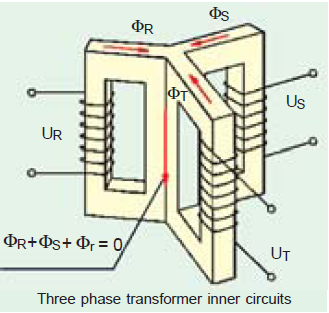 ΦR
ΦS
ΦT
US
UR
ΦR+ΦS+ Φr = 0
UT
Three phase transformer inner circuits